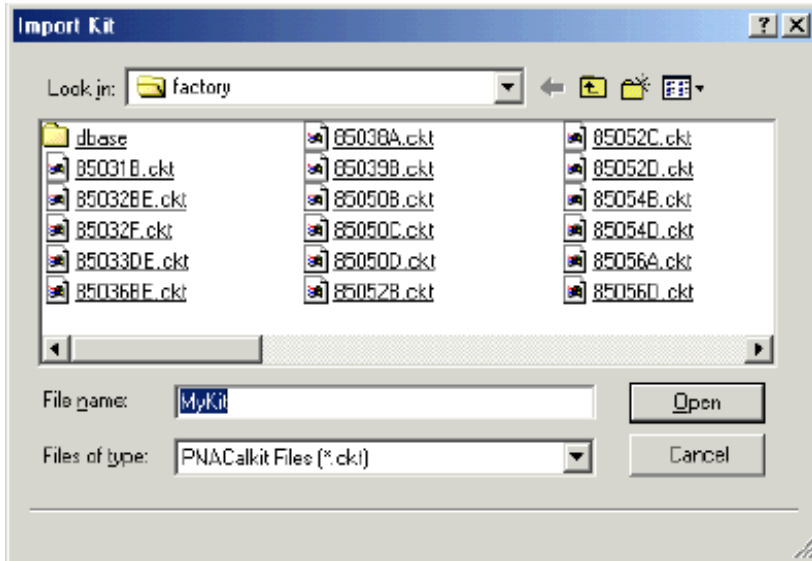 Import Kit
Look in: factory
dbase
85031B.ckt
85032BE.ckt
85032F.ckt
85033DE.ckt
85036BE.ckt
85038A.ckt
85039B.ckt
85050B.ckt
85050C.ckt
85050D.ckt
85052B.ckt
85052C.ckt
85052D.ckt
85054B.ckt
85054D.ckt
85056A.ckt
85056D.ckt
File name: MyKit
Open
Files of type: PNACalkit Files (*.ckt)
Cancel